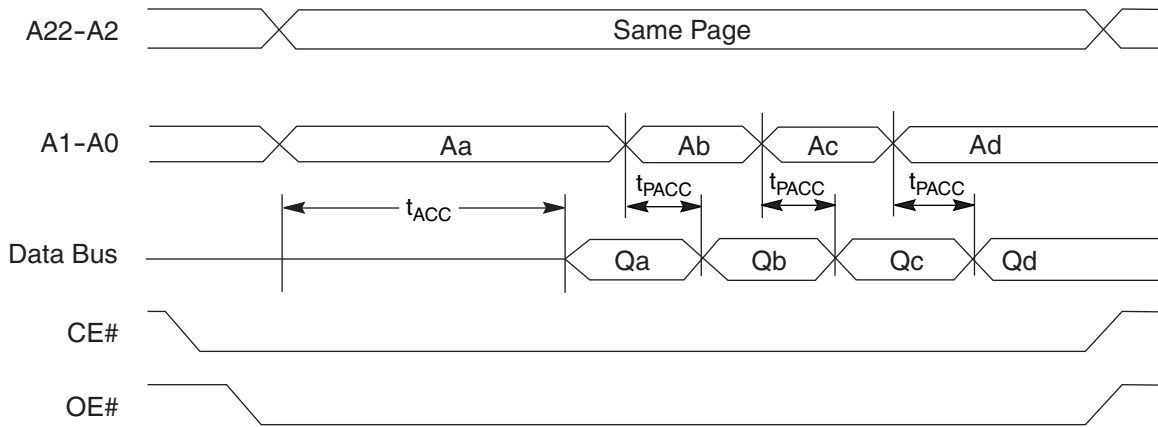 A22-A2
Same Page
A1-A0
Aa
Ab
Ac
Ad
tPACC
tPACC
tPACC
tACC
Data Bus
Qa
Qb
Qc
Qd
CE#
OE#